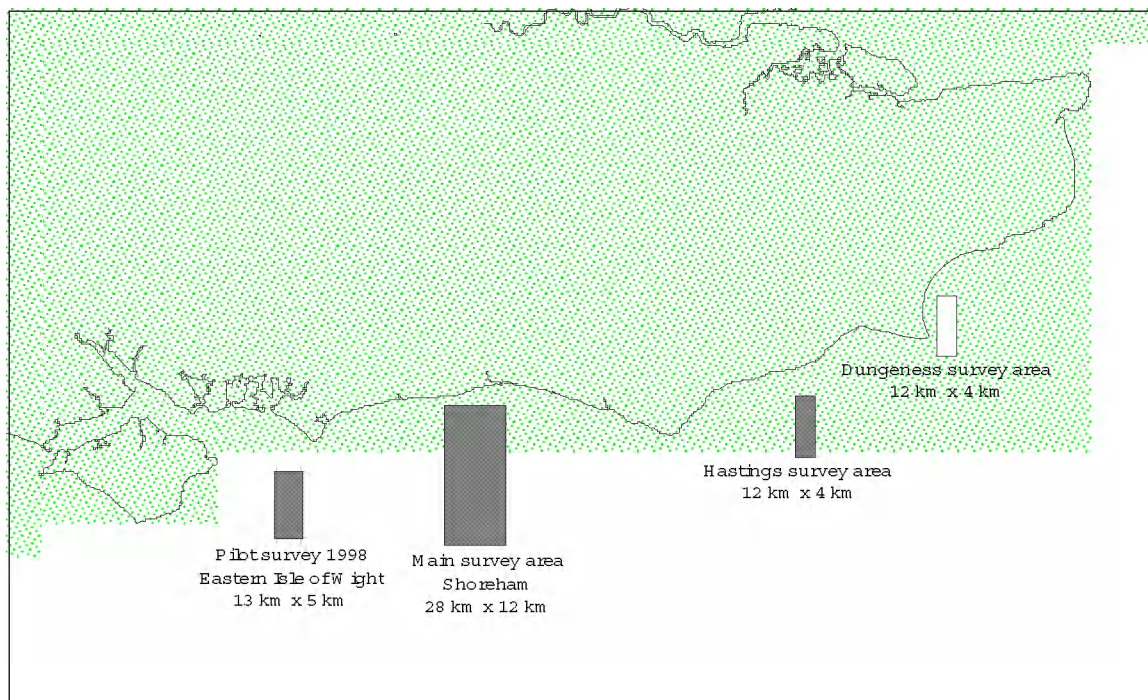 Dungeness survey area
12 km x 4 km
Hastings survey area
12 km x 4 km
Pilot survey 1998
Eastern Isle of Wight
13 km x 5 km
Main survey area
Shoreham
28 km x 12 km